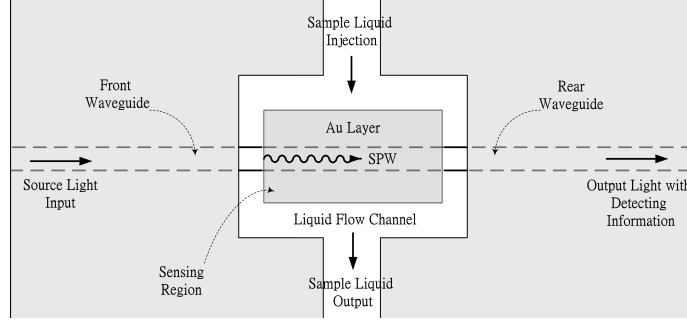 Sample Liquid
Injection
Front
Waveguide
Rear
Waveguide
Au Layer
SPW
Source Light
Input
Output Light with
Detecting
Information
Liquid Flow Channel
Sensing
Region
Sample Liquid
Output